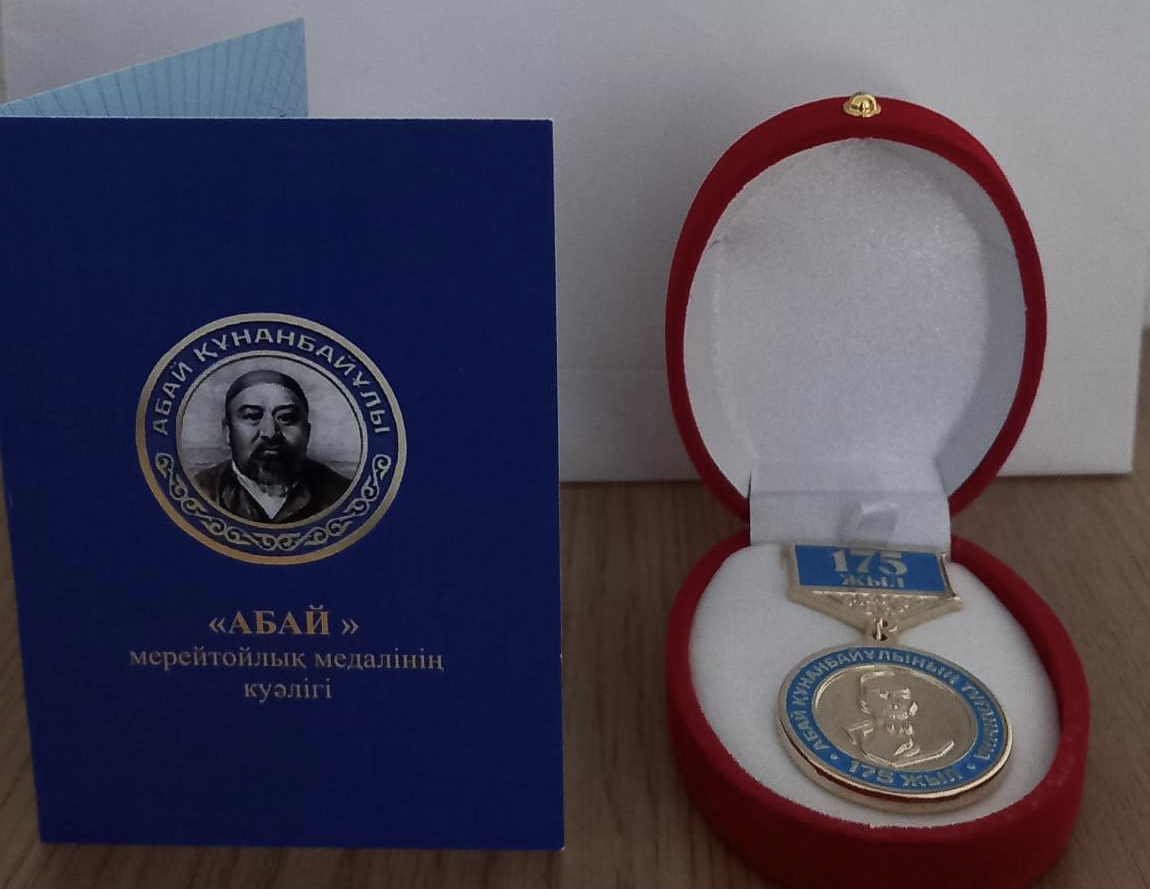 АБАЙ ҚҰНАНБАЙҰЛЫ
«АБАЙ »
мерейтойлық медалінің
куәлігі
175
ЖЫЛ
АБАЙ ҚҰНАНБАЙҰЛЫНЫҢ ТУҒАНЫНА
• 175 ЖЫЛ •